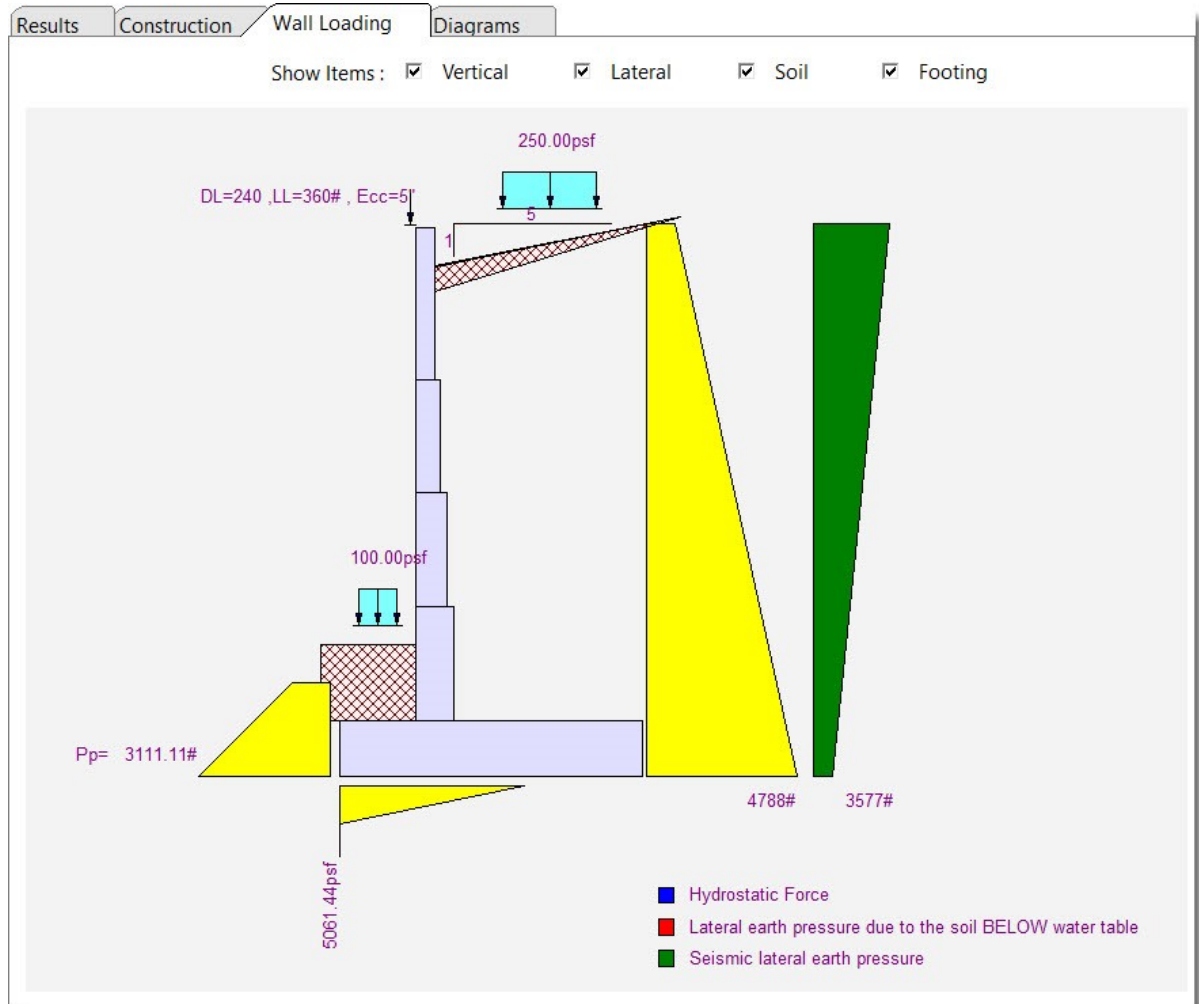 Results Construction Wall Loading Diagrams
Show Items : Vertical Lateral Soil Footing
250.00psf
DL=240 ,LL=360# , Ecc=5"
5
1
100.00psf
Pp= 3111.11#
4788# 3577#
5061.44psf
Hydrostatic Force
Lateral earth pressure due to the soil BELOW water table
Seismic lateral earth pressure